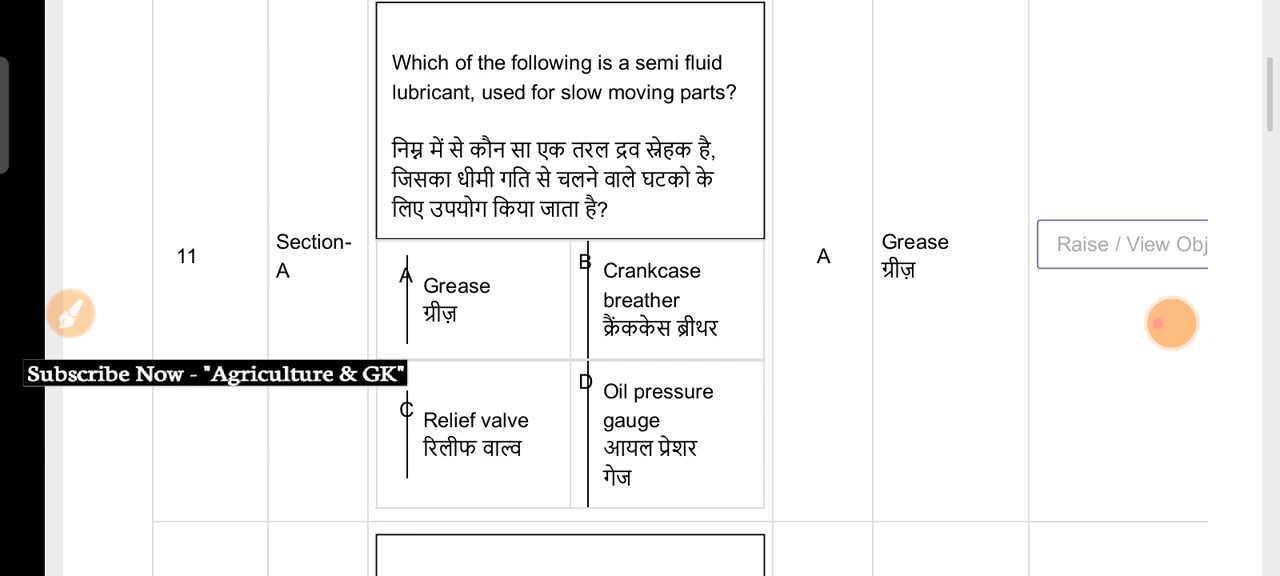 Which of the following is a semi fluid
lubricant, used for slow moving parts?
निम्न में से कौन सा एक तरल द्रव स्नेहक है,
जिसका धीमी गति से चलने वाले घटको के
लिए उपयोग किया जाता है?
11
Section-
A
A
Grease
ग्रीज़
B
Crankcase
breather
क्रैंककेस ब्रीथर
C
Relief valve
रिलीफ वाल्व
D
Oil pressure
gauge
आयल प्रेशर
गेज
A
Grease
ग्रीज़
Raise / View Obj
Subscribe Now - "Agriculture & GK"